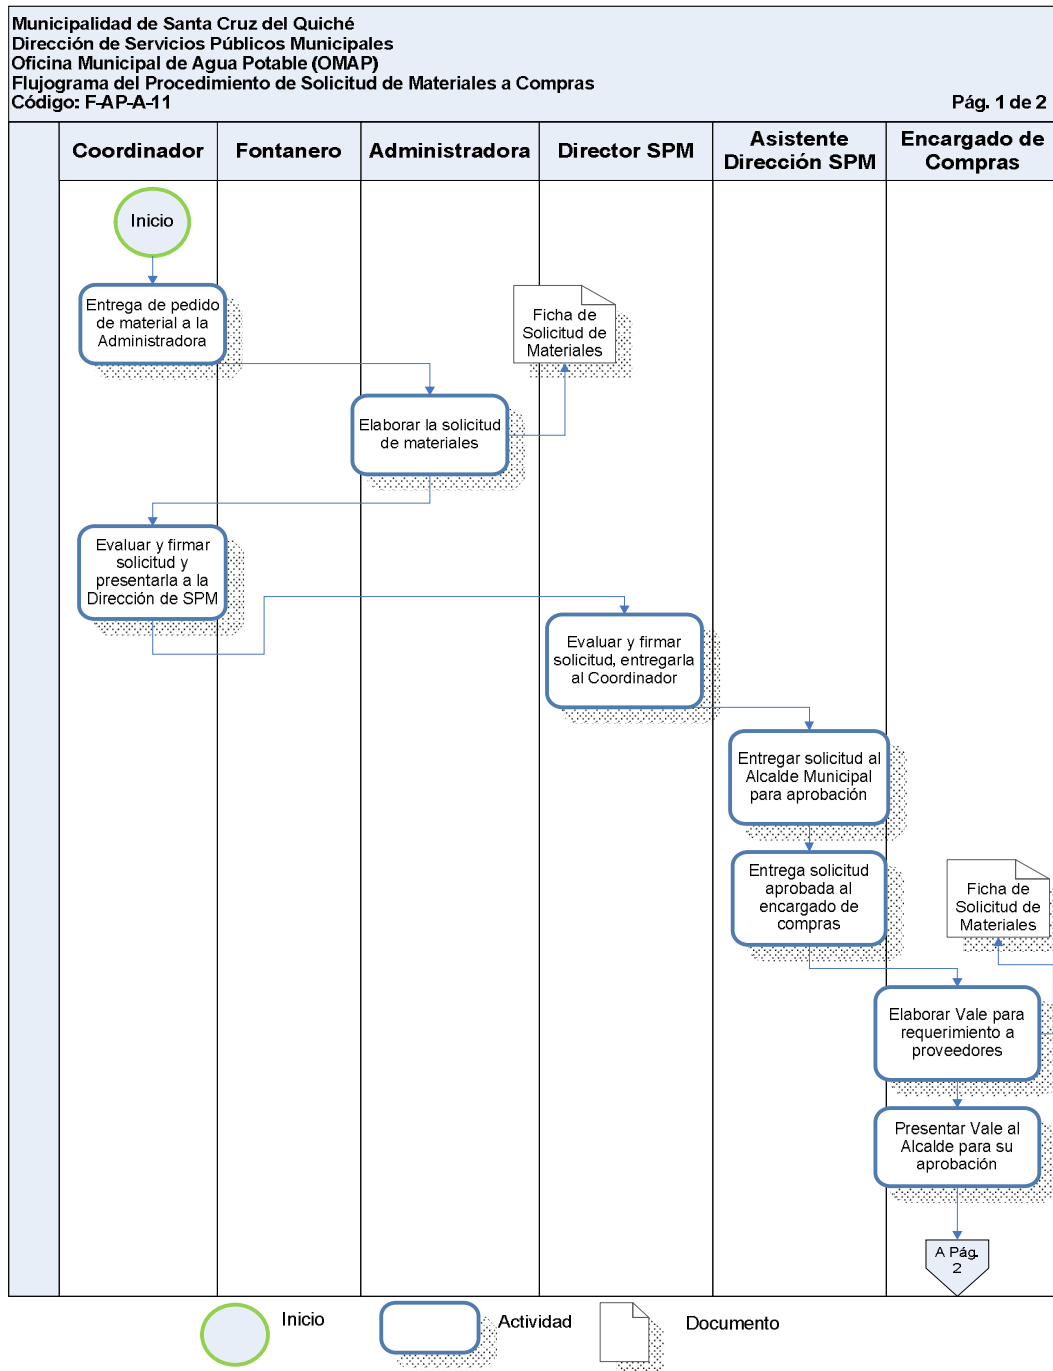 Municipalidad de Santa Cruz del Quiché
Dirección de Servicios Públicos Municipales
Oficina Municipal de Agua Potable (OMAP)
Flujograma del Procedimiento de Solicitud de Materiales a Compras
Código: F-AP-A-11
Pág. 1 de 2
Coordinador
Fontanero
Administradora
Director SPM
Asistente
Dirección SPM
Encargado de
Compras
Inicio
Entrega de pedido
de material a la
Administradora
Ficha de
Solicitud de
Materiales
Elaborar la solicitud
de materiales
Evaluar y firmar
solicitud y
presentarla a la
Dirección de SPM
Evaluar y firmar
solicitud, entregarla
al Coordinador
Entregar solicitud al
Alcalde Municipal
para aprobación
Entrega solicitud
aprobada al
encargado de
compras
Ficha de
Solicitud de
Materiales
Elaborar Vale para
requerimiento a
proveedores
Presentar Vale al
Alcalde para su
aprobación
A Pág.
2
Inicio
Actividad
Documento